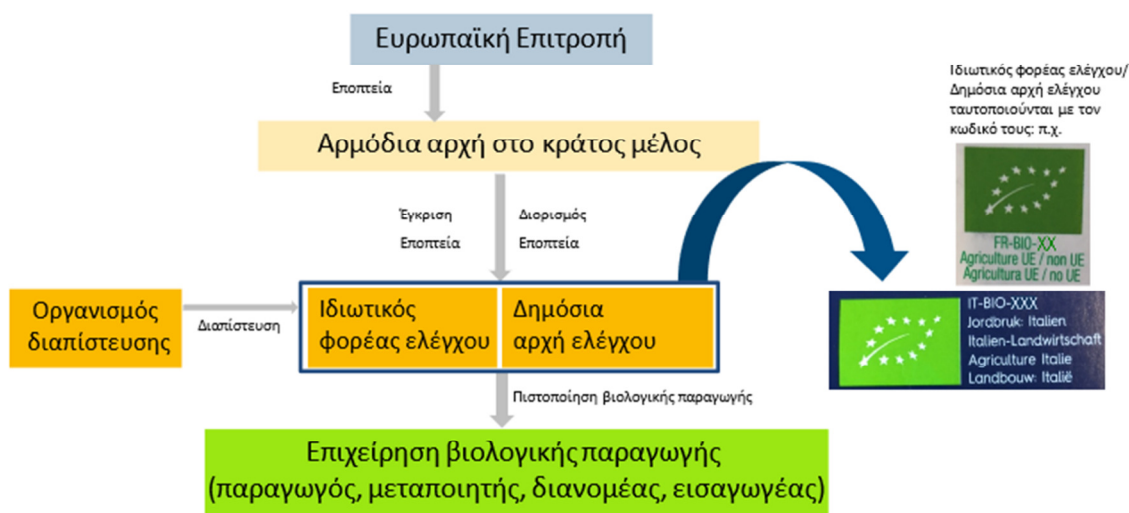 Ευρωπαϊκή Επιτροπή
Εποπτεία
Αρμόδια αρχή στο κράτος μέλος
Ιδιωτικός φορέας ελέγχου/
Δημόσια αρχή ελέγχου
ταυτοποιούνται με τον
κωδικό τους: π.χ.
FR-BIO-XX
Agriculture UE / non UE
Agricultura UE / no UE
Έγκριση
Εποπτεία
Διορισμός
Εποπτεία
Οργανισμός
διαπίστευσης
Διαπίστευση
Ιδιωτικός
φορέας ελέγχου
Δημόσια
αρχή ελέγχου
IT-BIO-XXX
Jordbruk: Italien
Italien-Landwirtschaft
Agriculture Italie
Landbouw: Italië
Πιστοποίηση βιολογικής παραγωγής
Επιχείρηση βιολογικής παραγωγής
(παραγωγός, μεταποιητής, διανομέας, εισαγωγέας)